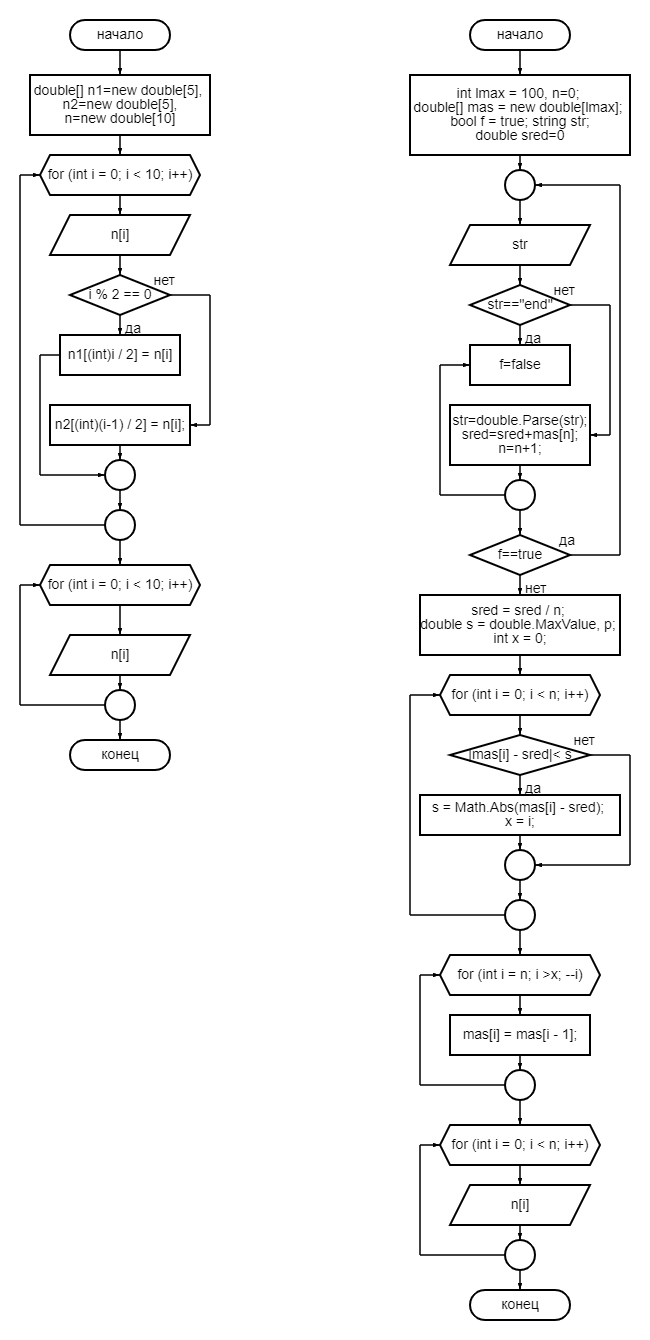 начало
double[] n1=new double[5],
n2=new double[5],
n=new double[10]
for (int i = 0; i < 10; i++)
n[i]
i % 2 == 0
нет
да
n1[(int)i / 2] = n[i]
n2[(int)(i-1) / 2] = n[i];
for (int i = 0; i < 10; i++)
n[i]
конец
начало
int lmax = 100, n=0;
double[] mas = new double[lmax];
bool f = true; string str;
double sred=0
str
str=="end"
нет
да
f=false
str=double.Parse(str);
sred=sred+mas[n];
n=n+1;
f==true
да
нет
sred = sred / n;
double s = double.MaxValue, p;
int x = 0;
for (int i = 0; i < n; i++)
|mas[i] - sred|< s
нет
да
s = Math.Abs(mas[i] - sred);
x = i;
for (int i = n; i >x; --i)
mas[i] = mas[i - 1];
for (int i = 0; i < n; i++)
n[i]
конец